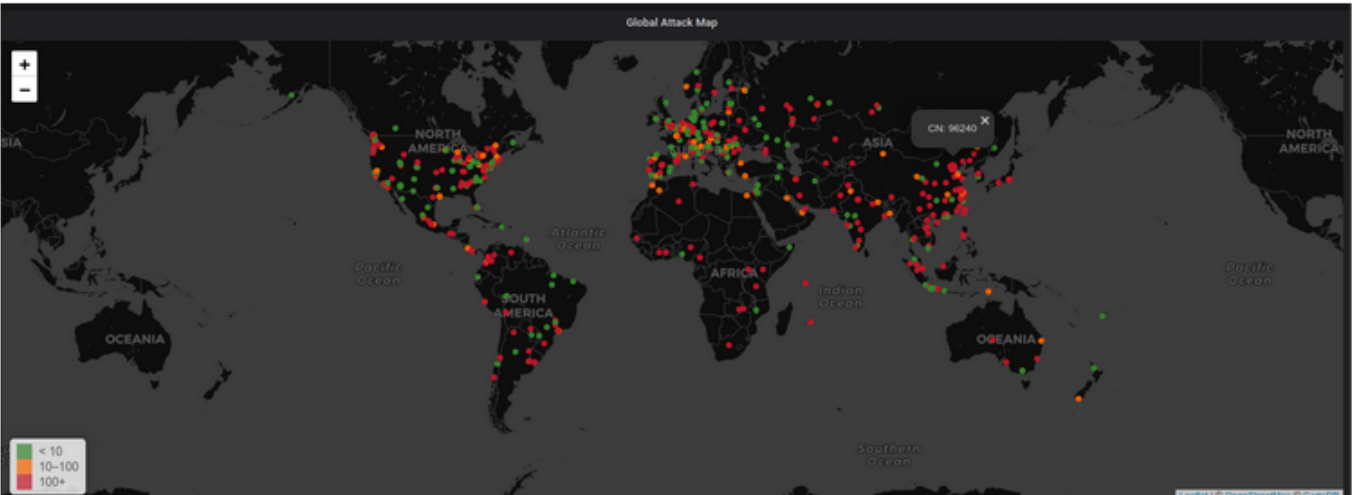 Global Attack Map
+
−
SIA
NORTH
AMERICA
ASIA
CN: 96240
×
NORTH
AMERICA
Atlantic
Ocean
Pacific
Ocean
AFRICA
Indian
Ocean
Pacific
Ocean
SOUTH
AMERICA
OCEANIA
OCEANIA
Southern
Ocean
< 10
10–100
100+